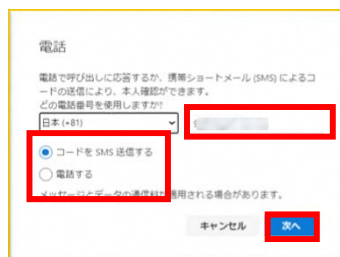 電話
電話で呼び出しに応答するか、携帯ショートメール (SMS) によるコ
ードの送信により、本人確認ができます。
どの電話番号を使用しますか?
日本 (+81)
コードを SMS 送信する
電話する
メッセージとデータの通信料が適用される場合があります。
キャンセル 次へ